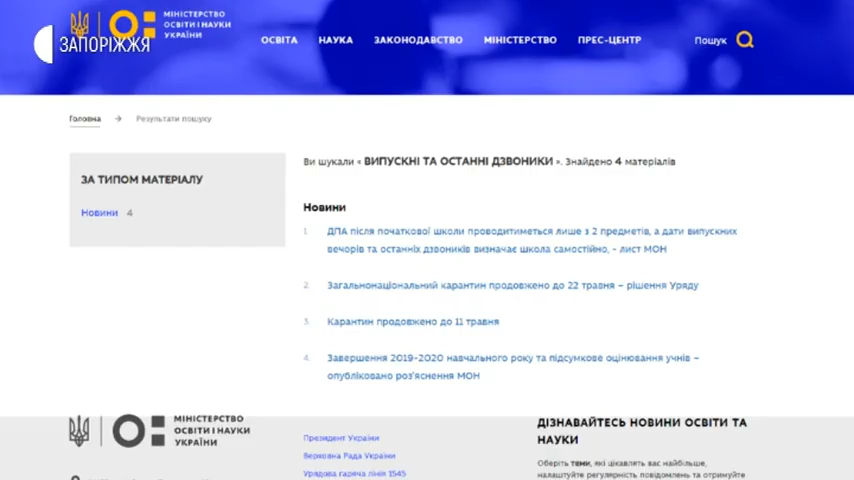 МІНІСТЕРСТВО
ОСВІТИ І НАУКИ
УКРАЇНИ
ЗАПОРІЖЖЯ
ОСВІТА НАУКА ЗАКОНОДАВСТВО МІНІСТЕРСТВО ПРЕС-ЦЕНТР Пошук
Головна → Результати пошуку
ЗА ТИПОМ МАТЕРІАЛУ
Новини 4
Ви шукали « ВИПУСКНІ ТА ОСТАННІ ДЗВОНИКИ ». Знайдено 4 матеріалів
Новини
1. ДПА після початкової школи проводитиметься лише з 2 предметів, а дати випускних
вечорів та останніх дзвоників визначає школа самостійно, - лист МОН
2. Загальнонаціональний карантин продовжено до 22 травня – рішення Уряду
3. Карантин продовжено до 11 травня
4. Завершення 2019-2020 навчального року та підсумкове оцінювання учнів –
опубліковано роз'яснення МОН
МІНІСТЕРСТВО
ОСВІТИ І НАУКИ
УКРАЇНИ
Президент України
Верховна Рада України
Урядова гаряча лінія 1545
ДІЗНАВАЙТЕСЬ НОВИНИ ОСВІТИ ТА
НАУКИ
Оберіть теми, які цікавлять вас найбільше,
налаштуйте регулярність повідомлень та отримуйте